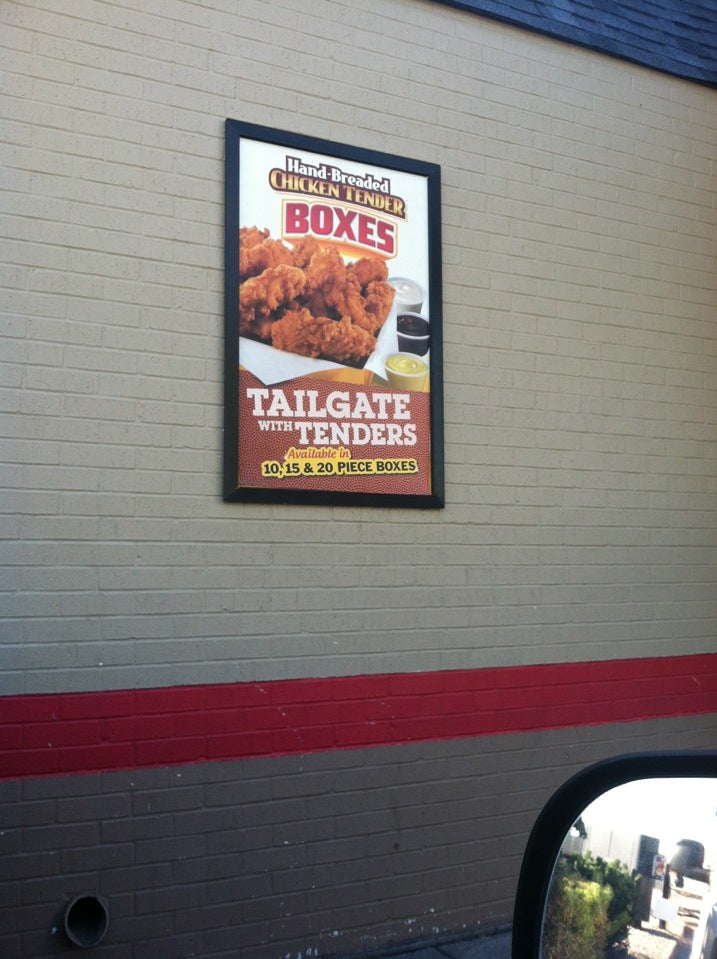 Hand-Breaded
CHICKEN TENDER
BOXES
TAILGATE
WITH TENDERS
Available in
10, 15 & 20 PIECE BOXES